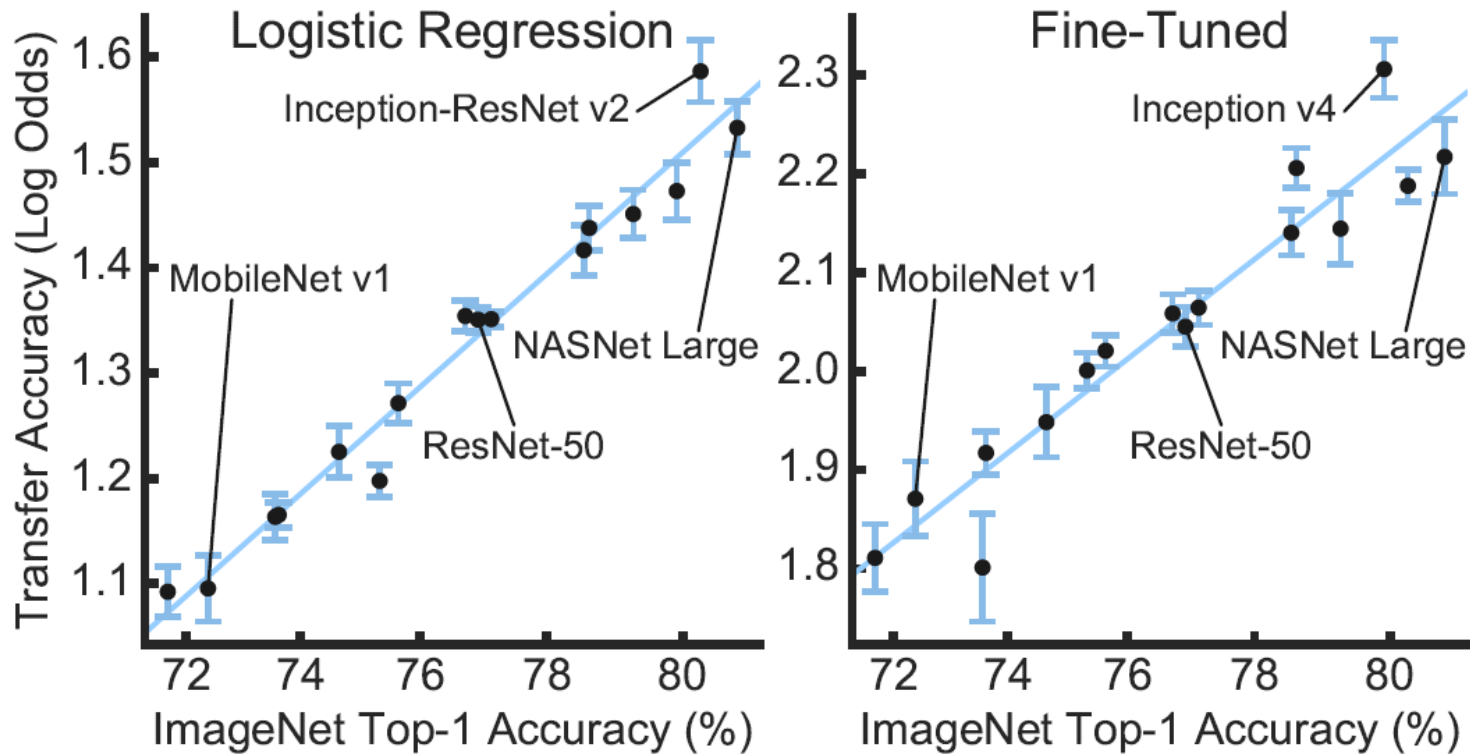 Transfer Accuracy (Log Odds)
Logistic Regression
1.6
1.5
1.4
1.3
1.2
1.1
Inception-ResNet v2
MobileNet v1
NASNet Large
ResNet-50
72 74 76 78 80
ImageNet Top-1 Accuracy (%)
Fine-Tuned
2.3
2.2
2.1
2.0
1.9
1.8
Inception v4
MobileNet v1
NASNet Large
ResNet-50
72 74 76 78 80
ImageNet Top-1 Accuracy (%)